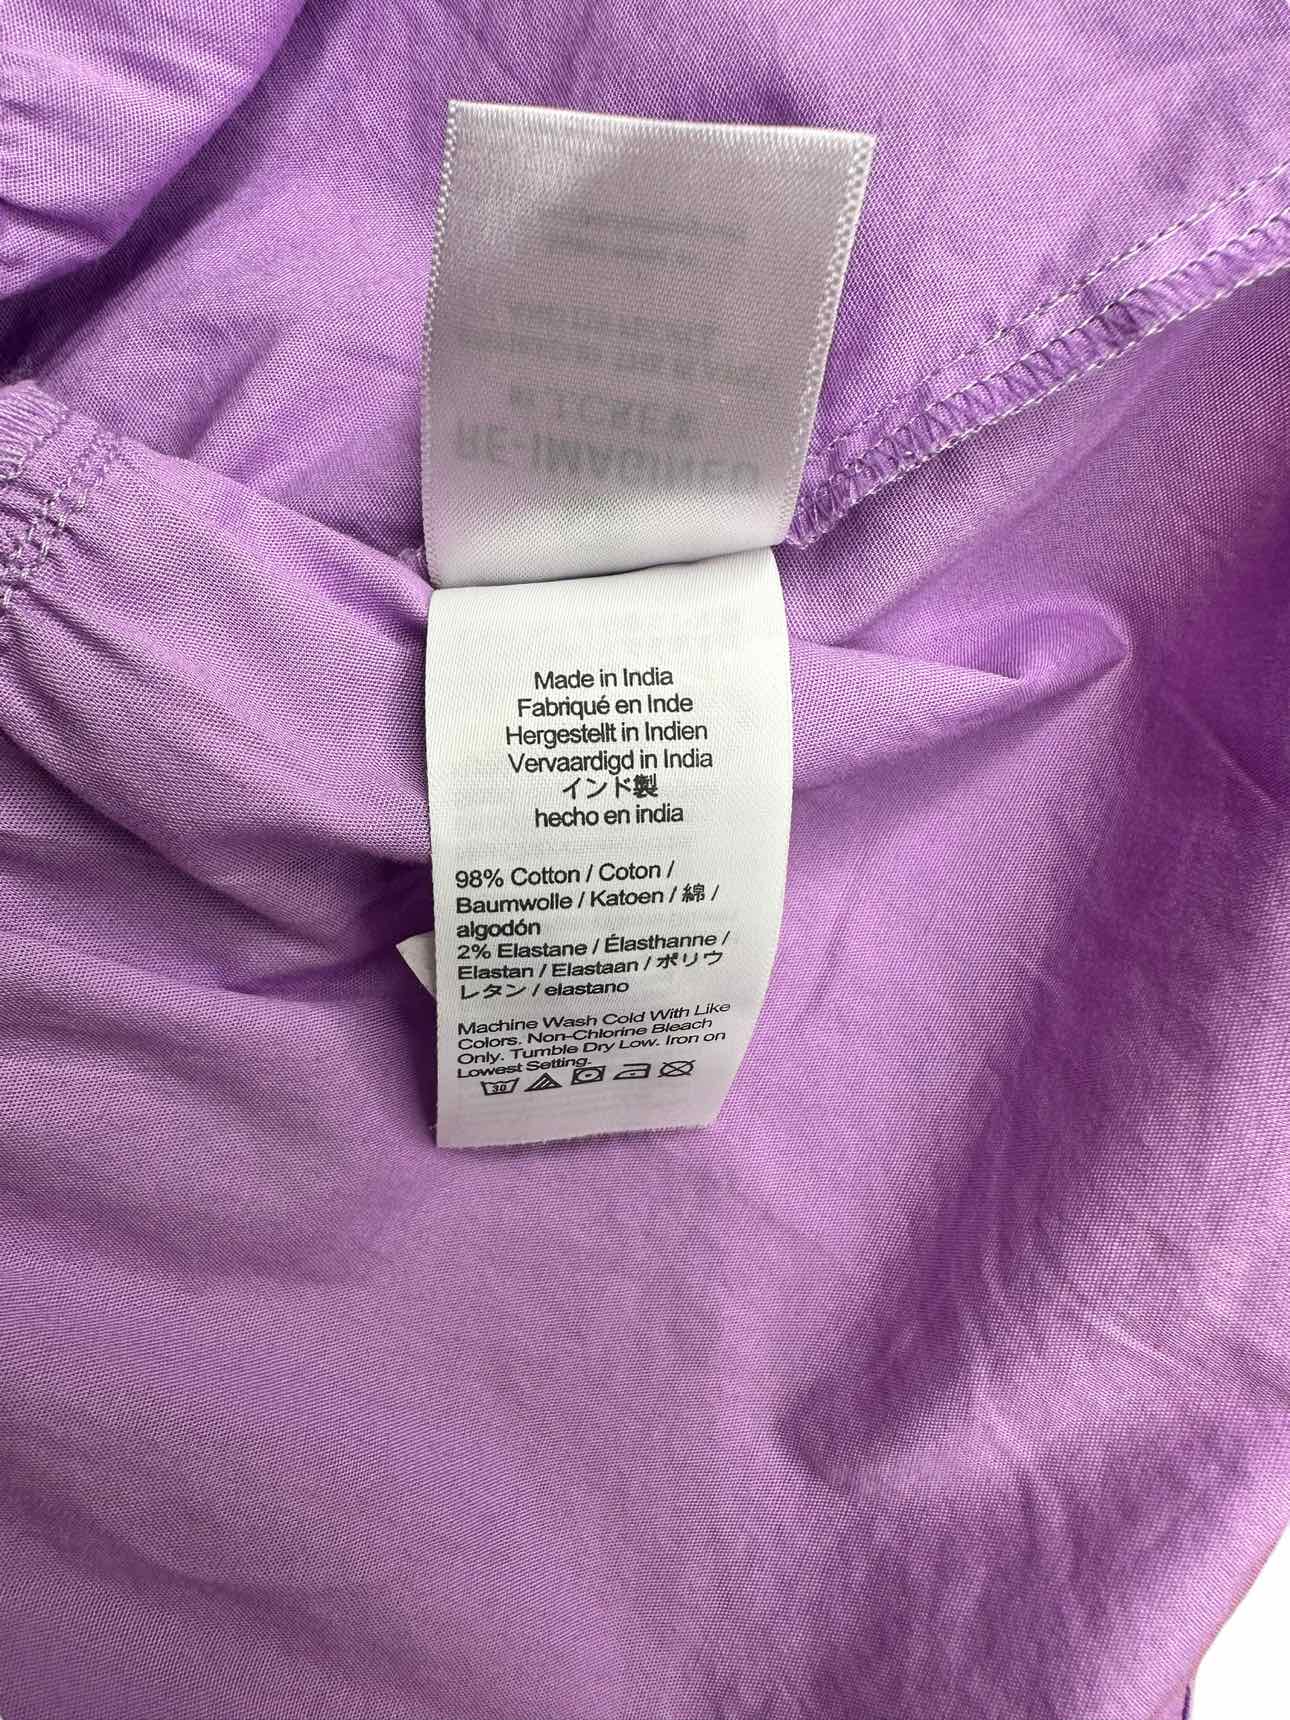 Made in India
Fabriqué en Inde
Hergestellt in Indien
Vervaardigd in India
インド製
hecho en india
98% Cotton / Coton /
Baumwolle / Katoen / 綿 /
algodón
2% Elastane / Élasthanne /
Elastan / Elastaan / ポリウ
レタン / elastano
Machine Wash Cold With Like
Colors. Non-Chlorine Bleach
Only. Tumble Dry Low. Iron on
Lowest Setting.
30